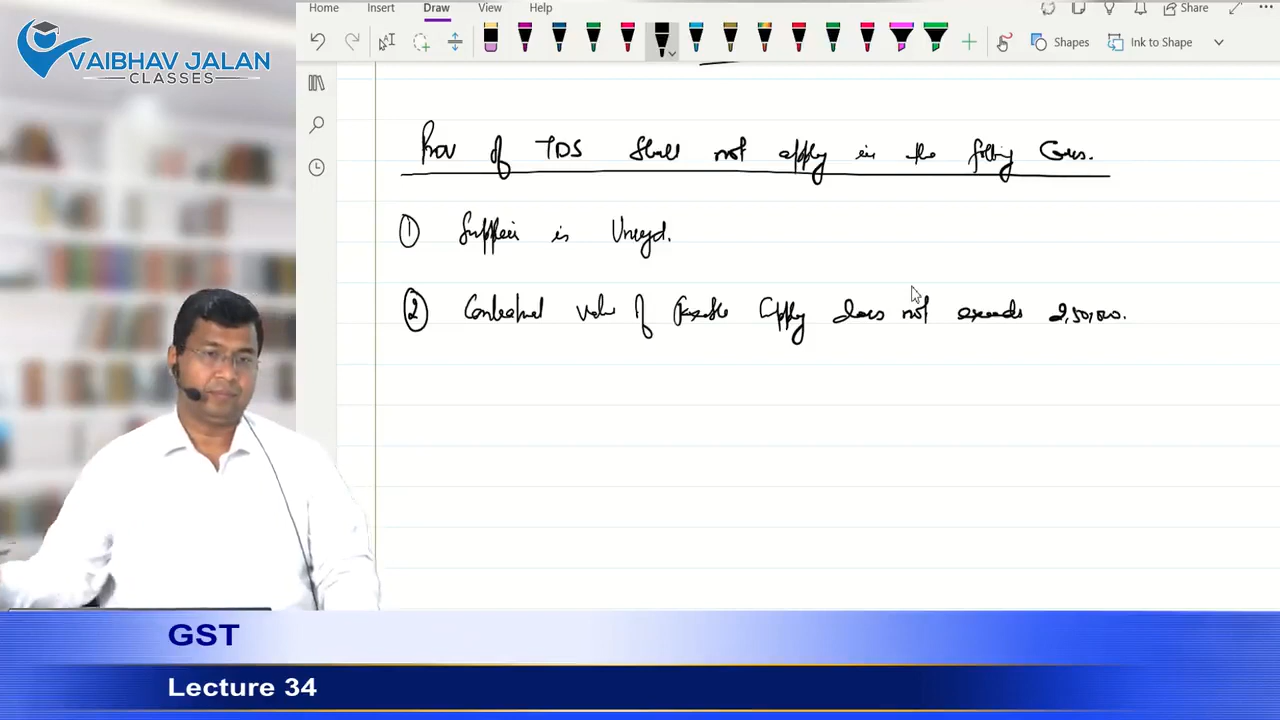 VAIBHAV JALAN
CLASSES
Home Insert Draw View Help
Share
Shapes
Ink to Shape
Prov of TDS Shall not apply in the follwing Cases.
① Supplier is Unregd.
② Contractual value of Taxable Supply does not exceeds 2,50,000.
GST
Lecture 34